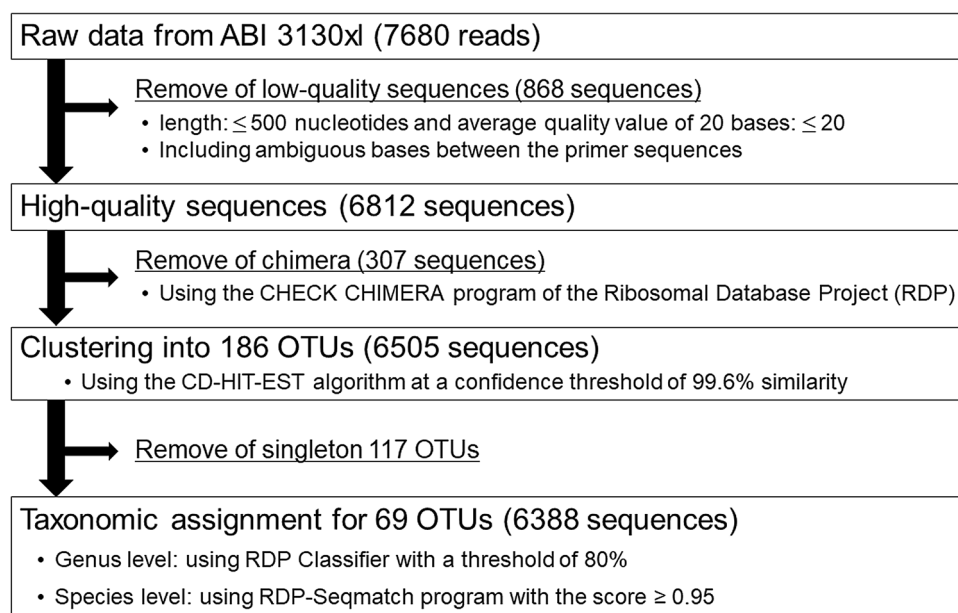 Raw data from ABI 3130xl (7680 reads)
Remove of low-quality sequences (868 sequences)
• length: ≤ 500 nucleotides and average quality value of 20 bases: ≤ 20
• Including ambiguous bases between the primer sequences
High-quality sequences (6812 sequences)
Remove of chimera (307 sequences)
• Using the CHECK CHIMERA program of the Ribosomal Database Project (RDP)
Clustering into 186 OTUs (6505 sequences)
• Using the CD-HIT-EST algorithm at a confidence threshold of 99.6% similarity
Remove of singleton 117 OTUs
Taxonomic assignment for 69 OTUs (6388 sequences)
• Genus level: using RDP Classifier with a threshold of 80%
• Species level: using RDP-Seqmatch program with the score ≥ 0.95